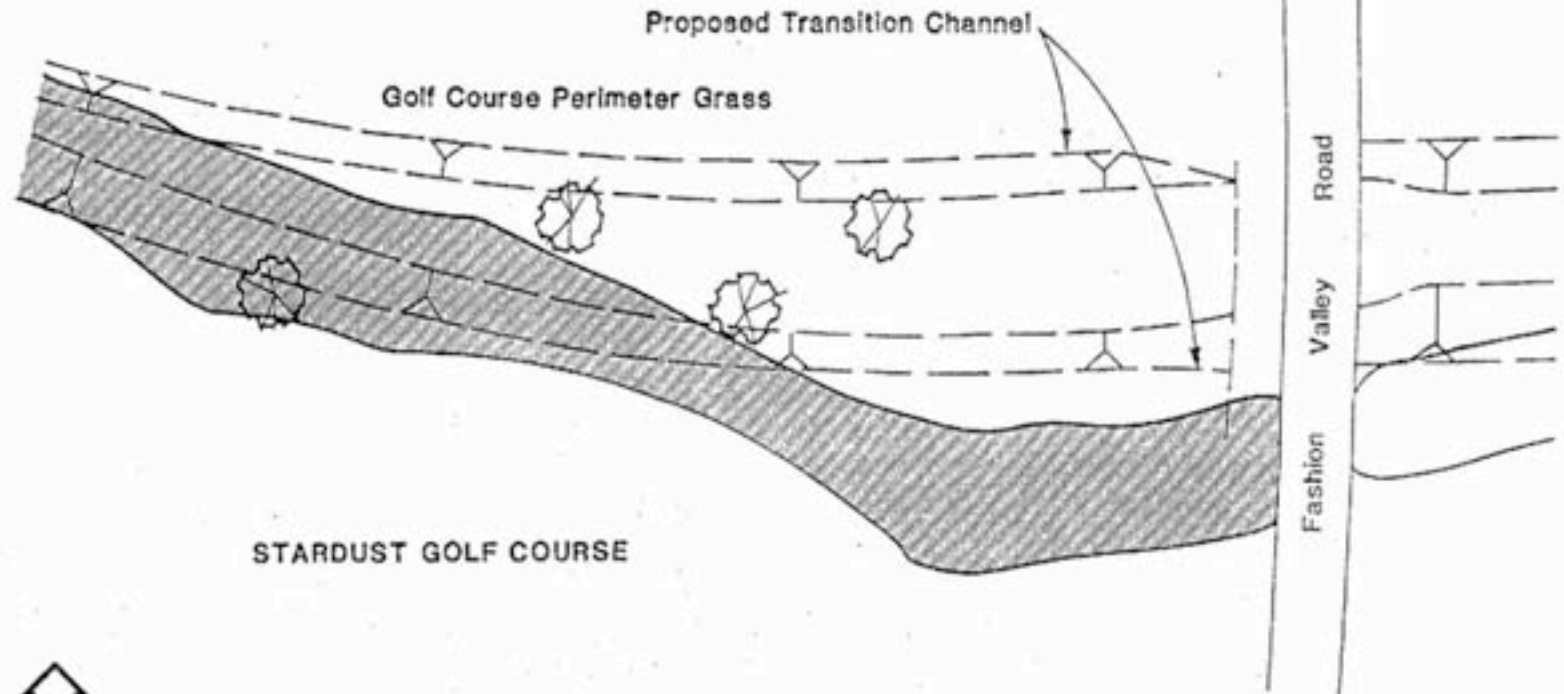 Proposed Transition Channel
Golf Course Perimeter Grass
Fashion Valley Road
STARDUST GOLF COURSE